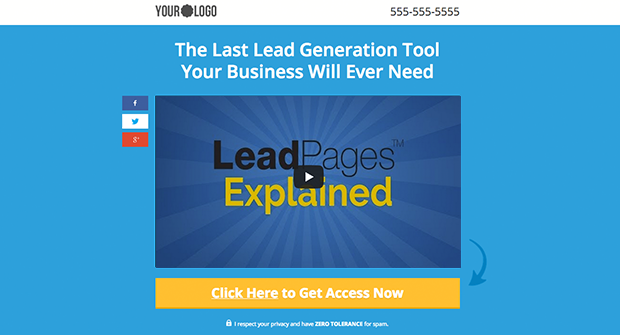 YOUR LOGO
555-555-5555
The Last Lead Generation Tool
Your Business Will Ever Need
f
g+
LeadPages™
Explained
Click Here to Get Access Now
I respect your privacy and have ZERO TOLERANCE for spam.